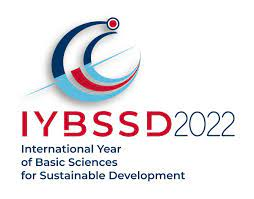 IYBSSD2022
International Year
of Basic Sciences
for Sustainable Development